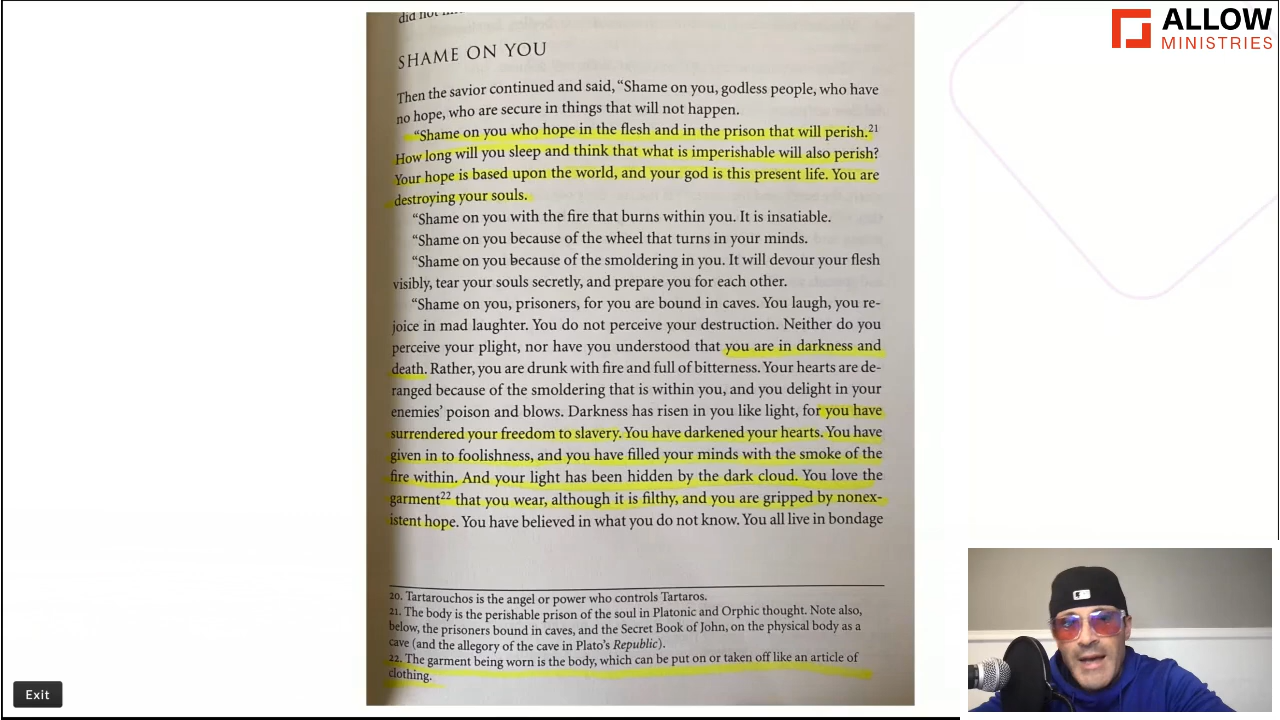 did not
SHAME ON YOU
Then the savior continued and said, “Shame on you, godless people, who have
no hope, who are secure in things that will not happen.
“Shame on you who hope in the flesh and in the prison that will perish.21
How long will you sleep and think that what is imperishable will also perish?
Your hope is based upon the world, and your god is this present life. You are
destroying your souls.
“Shame on you with the fire that burns within you. It is insatiable.
“Shame on you because of the wheel that turns in your minds.
“Shame on you because of the smoldering in you. It will devour your flesh
visibly, tear your souls secretly, and prepare you for each other.
“Shame on you, prisoners, for you are bound in caves. You laugh, you re-
joice in mad laughter. You do not perceive your destruction. Neither do you
perceive your plight, nor have you understood that you are in darkness and
death. Rather, you are drunk with fire and full of bitterness. Your hearts are de-
ranged because of the smoldering that is within you, and you delight in your
enemies’ poison and blows. Darkness has risen in you like light, for you have
surrendered your freedom to slavery. You have darkened your hearts. You have
given in to foolishness, and you have filled your minds with the smoke of the
fire within. And your light has been hidden by the dark cloud. You love the
garment22 that you wear, although it is filthy, and you are gripped by nonex-
istent hope. You have believed in what you do not know. You all live in bondage
20. Tartarouchos is the angel or power who controls Tartaros.
21. The body is the perishable prison of the soul in Platonic and Orphic thought. Note also,
below, the prisoners bound in caves, and the Secret Book of John, on the physical body as a
cave (and the allegory of the cave in Plato’s Republic).
22. The garment being worn is the body, which can be put on or taken off like an article of
clothing.
ALLOW
MINISTRIES
Exit